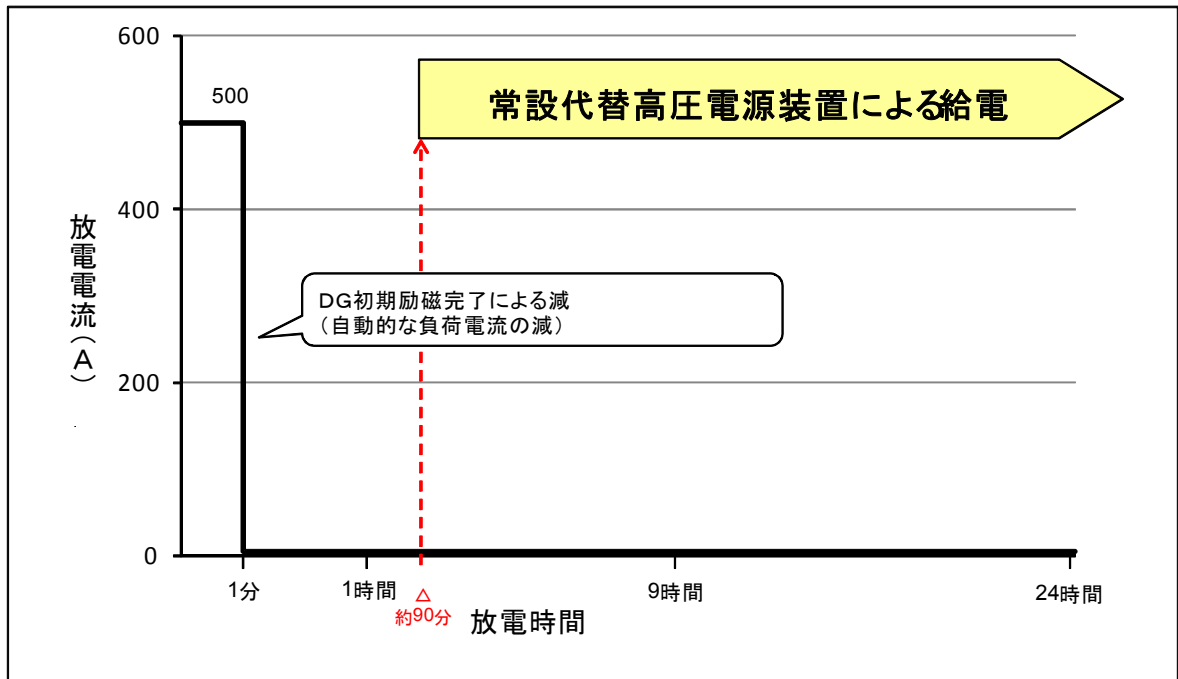 600
500
常設代替高圧電源装置による給電
400
放電電流(A)
DG初期励磁完了による減
(自動的な負荷電流の減)
200
0
1分
1時間
△
約90分
9時間
24時間
放電時間